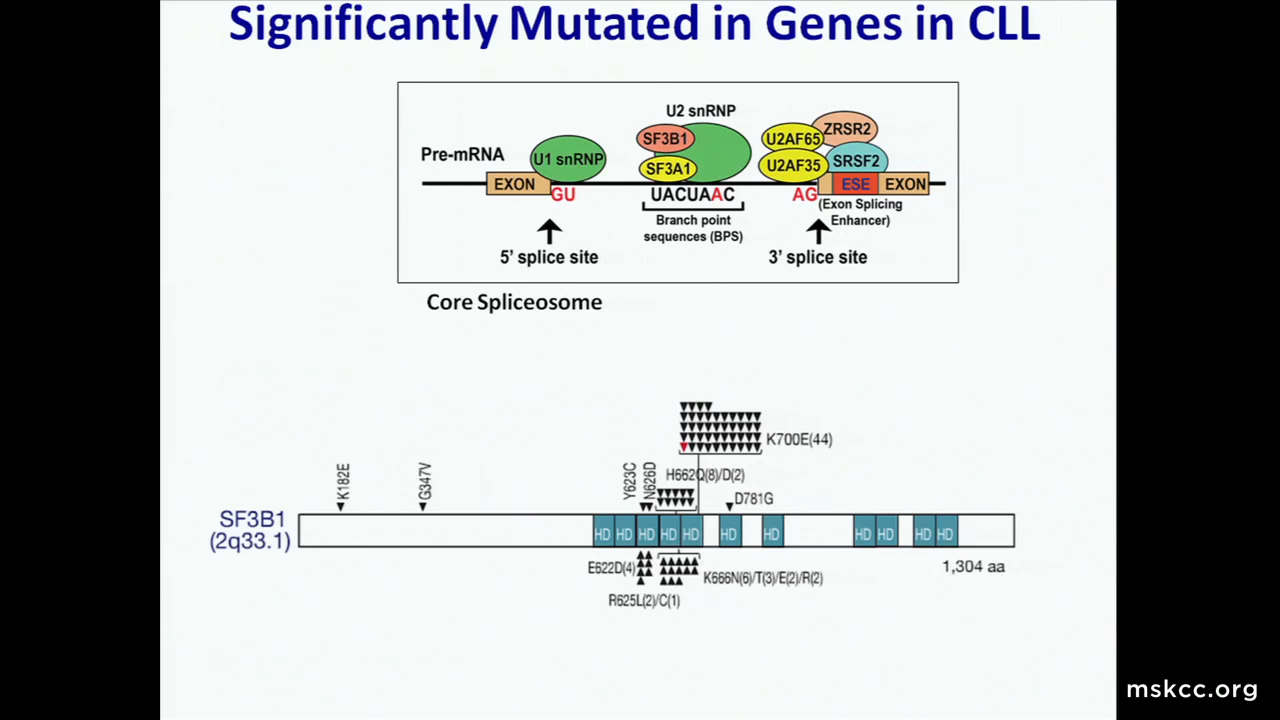 Significantly Mutated in Genes in CLL
U2 snRNP
Pre-mRNA
U1 snRNP
SF3B1
SF3A1
U2AF65
ZRSR2
U2AF35
SRSF2
EXON
ESE
EXON
GU
UACUAAC
AG
(Exon Splicing
Enhancer)
Branch point
sequences (BPS)
5' splice site
3' splice site
Core Spliceosome
K700E(44)
K182E
G347V
Y623C
N626D
H662Q(8)/D(2)
D781G
SF3B1
(2q33.1)
HD HD HD HD HD HD HD HD HD HD HD
1,304 aa
E622D(4)
K666N(6)/T(3)/E(2)/R(2)
R625L(2)/C(1)
mskcc.org